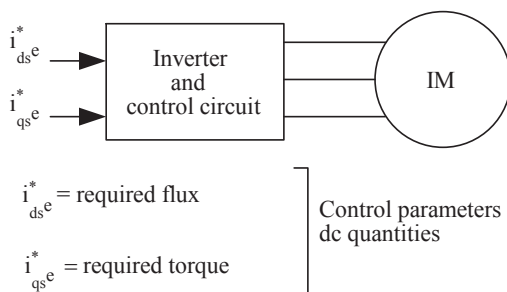 i*dsᵉ
i*qsᵉ
Inverter
and
control circuit
IM
i*dsᵉ = required flux
i*qsᵉ = required torque
Control parameters
dc quantities